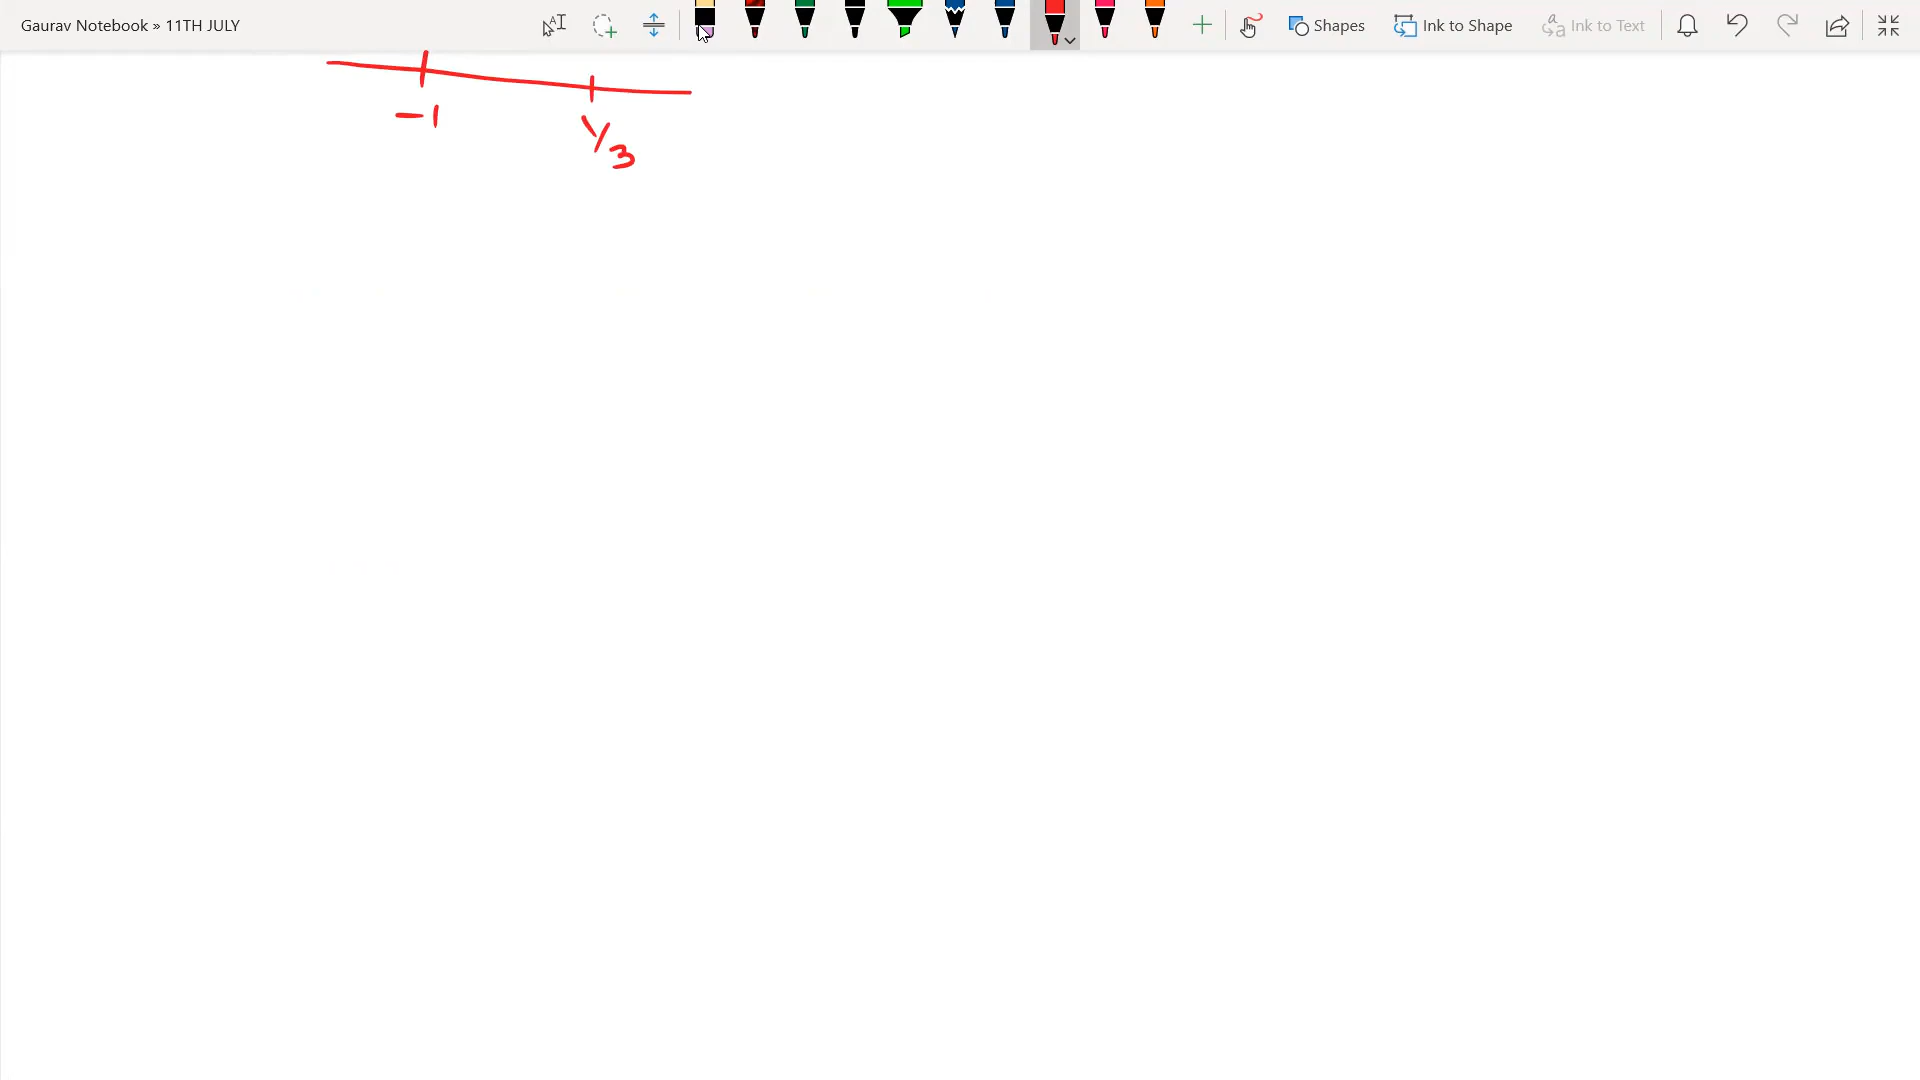 Gaurav Notebook » 11TH JULY
Shapes
Ink to Shape
Ink to Text
-1
1/3